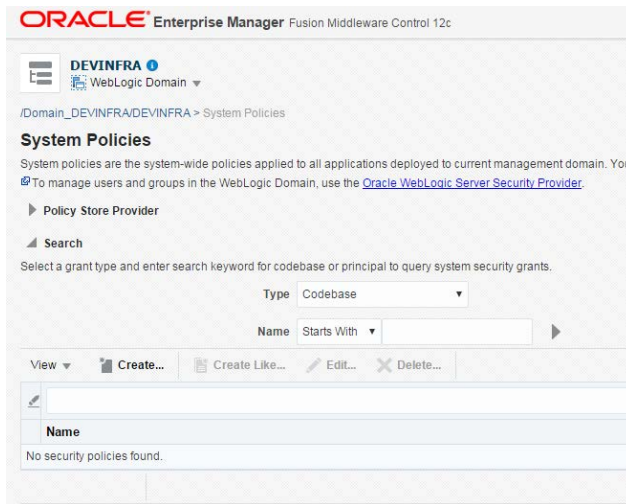 ORACLE Enterprise Manager Fusion Middleware Control 12c
DEVINFRA
WebLogic Domain
/Domain_DEVINFRA/DEVINFRA > System Policies
System Policies
System policies are the system-wide policies applied to all applications deployed to current management domain. You
To manage users and groups in the WebLogic Domain, use the Oracle WebLogic Server Security Provider.
Policy Store Provider
Search
Select a grant type and enter search keyword for codebase or principal to query system security grants.
Type Codebase
Name Starts With
View Create... Create Like... Edit... Delete...
Name
No security policies found.